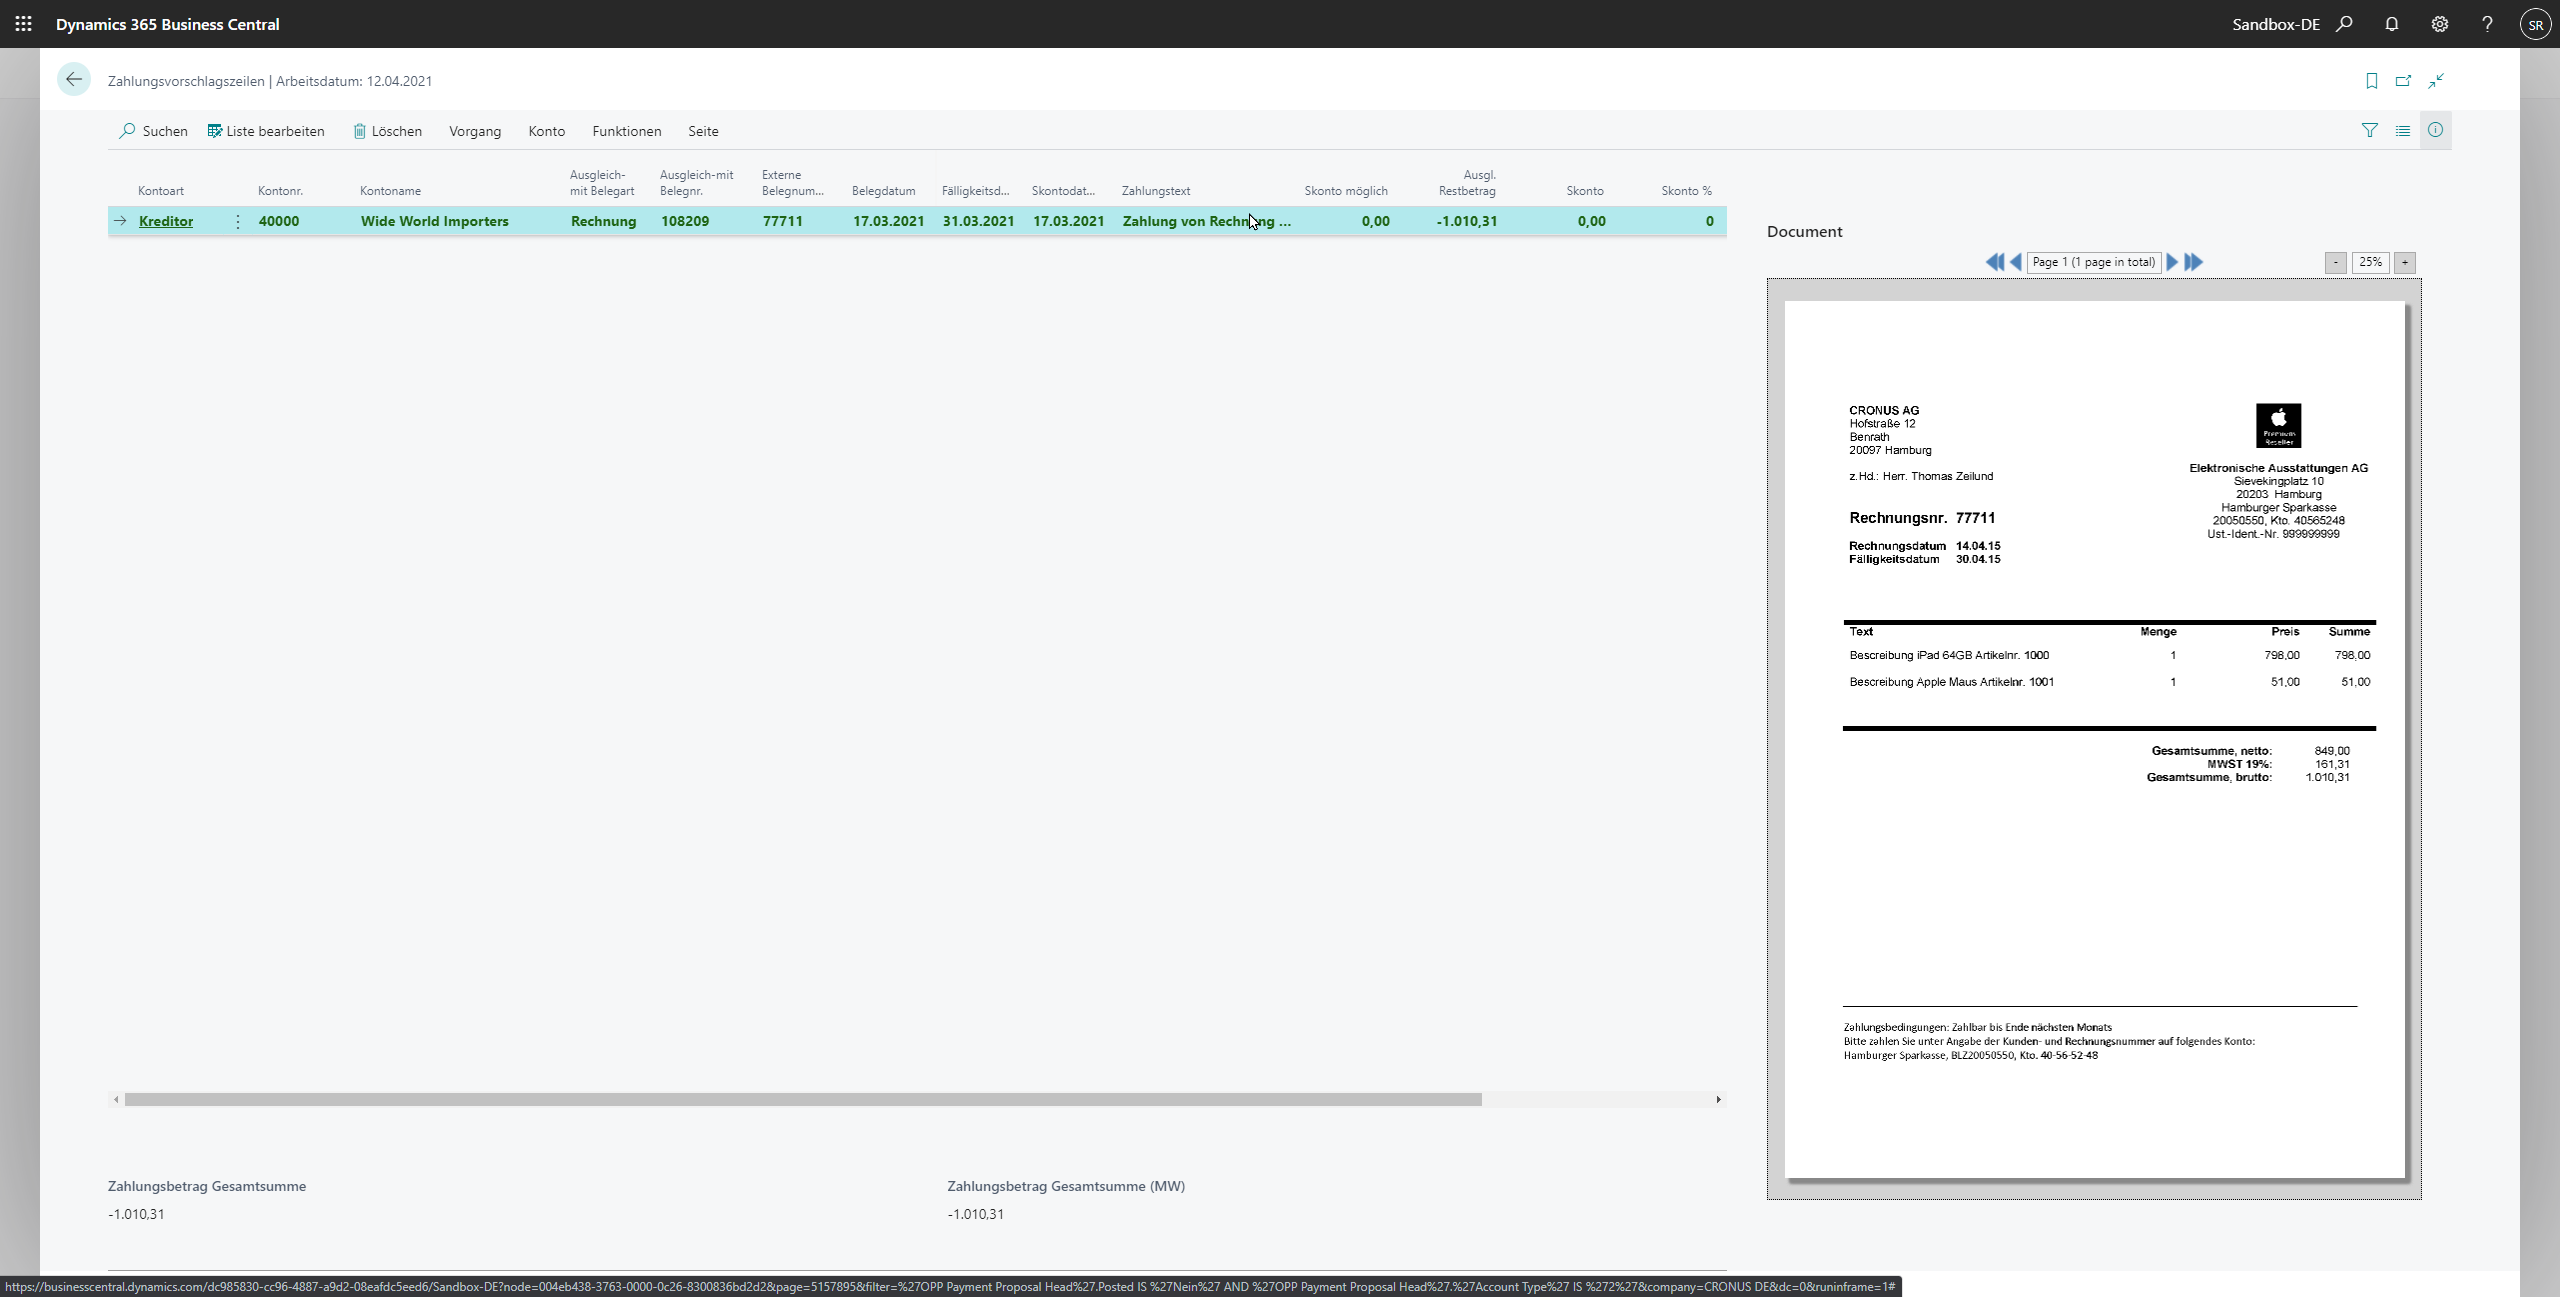 Dynamics 365 Business Central
Sandbox-DE
SR
Zahlungsvorschlagszeilen | Arbeitsdatum: 12.04.2021
Suchen Liste bearbeiten Löschen Vorgang Konto Funktionen Seite
Kontoart Kontonr. Kontoname Ausgleich-mit Belegart Ausgleich-mit Belegnr. Externe Belegnum... Belegdatum Fälligkeitsd... Skontodat... Zahlungstext Skonto möglich Ausgl. Restbetrag Skonto Skonto %
Kreditor 40000 Wide World Importers Rechnung 108209 77711 17.03.2021 31.03.2021 17.03.2021 Zahlung von Rechnung ... 0,00 -1.010,31 0,00 0
Document
Page 1 (1 page in total)
- 25% +
CRONUS AG
Hofstraße 12
Benrath
20097 Hamburg
z.Hd.: Herr. Thomas Zeilund
Premium
Reseller
Elektronische Ausstattungen AG
Sievekingplatz 10
20203 Hamburg
Hamburger Sparkasse
20050550, Kto. 40565248
Ust.-Ident.-Nr. 999999999
Rechnungsnr. 77711
Rechnungsdatum 14.04.15
Fälligkeitsdatum 30.04.15
Text Menge Preis Summe
Bescreibung iPad 64GB Artikelnr. 1000 1 798,00 798,00
Bescreibung Apple Maus Artikelnr. 1001 1 51,00 51,00
Gesamtsumme, netto: 849,00
MWST 19%: 161,31
Gesamtsumme, brutto: 1.010,31
Zahlungsbedingungen: Zahlbar bis Ende nächsten Monats
Bitte zahlen Sie unter Angabe der Kunden- und Rechnungsnummer auf folgendes Konto:
Hamburger Sparkasse, BLZ20050550, Kto. 40-56-52-48
Zahlungsbetrag Gesamtsumme Zahlungsbetrag Gesamtsumme (MW)
-1.010,31 -1.010,31
https://businesscentral.dynamics.com/dc985830-cc96-4887-a9d2-08eafdc5eed6/Sandbox-DE?node=004eb438-3763-0000-0c26-8300836bd2d2&page=5157895&filter=%27OPP Payment Proposal Head%27.Posted IS %27Nein%27 AND %27OPP Payment Proposal Head%27.%27Account Type%27 IS %272%27&company=CRONUS DE&dc=0&runinframe=1#